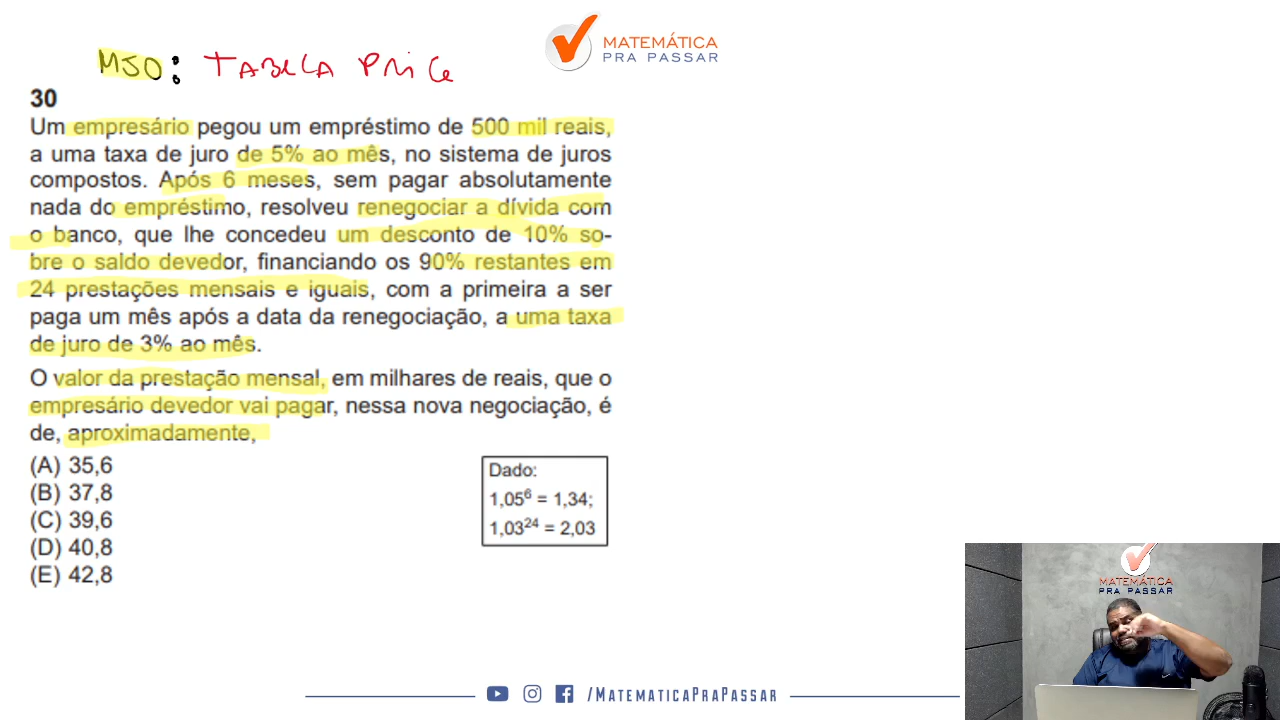 MATEMÁTICA
PRA PASSAR
MJO: TABELA PRICE
30
Um empresário pegou um empréstimo de 500 mil reais,
a uma taxa de juro de 5% ao mês, no sistema de juros
compostos. Após 6 meses, sem pagar absolutamente
nada do empréstimo, resolveu renegociar a dívida com
o banco, que lhe concedeu um desconto de 10% so-
bre o saldo devedor, financiando os 90% restantes em
24 prestações mensais e iguais, com a primeira a ser
paga um mês após a data da renegociação, a uma taxa
de juro de 3% ao mês.
O valor da prestação mensal, em milhares de reais, que o
empresário devedor vai pagar, nessa nova negociação, é
de, aproximadamente,
(A) 35,6
(B) 37,8
(C) 39,6
(D) 40,8
(E) 42,8
Dado:
1,05⁶ = 1,34;
1,03²⁴ = 2,03
MATEMÁTICA
PRA PASSAR
/MATEMATICAPRAPASSAR